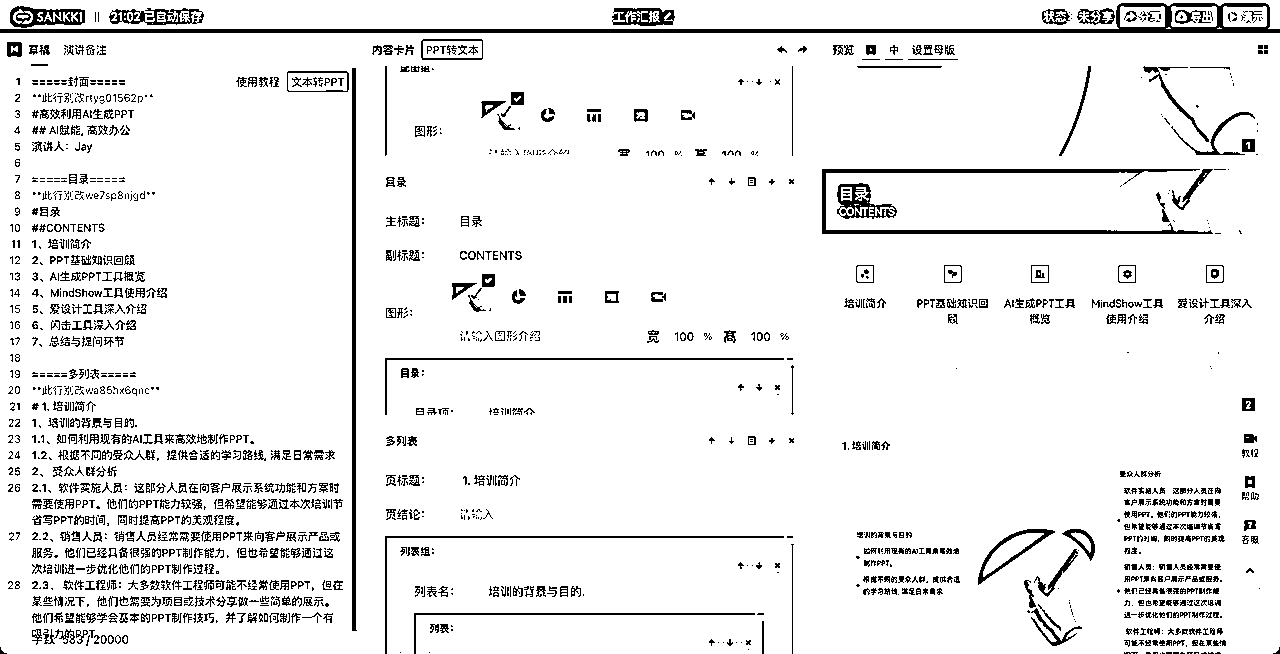 SANKKI
21:02 已自动保存
工作汇报
状态: 未分享
分享
导出
演示
草稿
演讲备注
使用教程
文本转PPT
1 =====封面=====
2 **此行别改rtyg01562p**
3 #高效利用AI生成PPT
4 ## AI赋能, 高效办公
5 演讲人: Jay
6
7 =====目录=====
8 **此行别改we7sp8njgd**
9 #目录
10 ##CONTENTS
11 1、培训简介
12 2、PPT基础知识回顾
13 3、AI生成PPT工具概览
14 4、MindShow工具使用介绍
15 5、爱设计工具深入介绍
16 6、闪击工具深入介绍
17 7、总结与提问环节
18
19 =====多列表=====
20 **此行别改wa85hx6qnc**
21 # 1. 培训简介
22 1、培训的背景与目的.
23 1.1、如何利用现有的AI工具来高效地制作PPT。
24 1.2、根据不同的受众人群，提供合适的学习路线, 满足日常需求
25 2、 受众人群分析
26 2.1、软件实施人员：这部分人员在向客户展示系统功能和方案时
需要使用PPT。他们的PPT能力较强，但希望能够通过本次培训节
省写PPT的时间，同时提高PPT的美观程度。
27 2.2、销售人员：销售人员经常需要使用PPT来向客户展示产品或
服务。他们已经具备很强的PPT制作能力，但也希望能够通过这
次培训进一步优化他们的PPT制作过程。
28 2.3、 软件工程师：大多数软件工程师可能不经常使用PPT，但在
某些情况下，他们也需要为项目或技术分享做一些简单的展示。
他们希望能够学会基本的PPT制作技巧，并了解如何制作一个有
吸引力的PPT
字数 583 / 20000
内容卡片
PPT转文本
配图组:
图形:
请输入图形介绍
宽 100 % 高 100 %
目录
主标题: 目录
副标题: CONTENTS
图形:
请输入图形介绍
宽 100 % 高 100 %
目录:
目录项: 培训简介
多列表
页标题: 1. 培训简介
页结论: 请输入
列表组:
列表名: 培训的背景与目的.
列表:
预览
中
设置母版
1
目录
CONTENTS
培训简介
PPT基础知识回
顾
AI生成PPT工具
概览
MindShow工具
使用介绍
爱设计工具深入
介绍
2
1. 培训简介
培训的背景与目的
如何利用现有的AI工具来高效地
制作PPT。
根据不同的受众人群，提供合适
的学习路线, 满足日常需求
受众人群分析
软件实施人员：这部分人员在向
客户展示系统功能和方案时需要
使用PPT。他们的PPT能力较强，
但希望能够通过本次培训节省写
PPT的时间，同时提高PPT的美观
程度。
销售人员：销售人员经常需要使
用PPT来向客户展示产品或服务。
他们已经具备很强的PPT制作能
力，但也希望能够通过这次培训
进一步优化他们的PPT制作过程。
软件工程师：大多数软件工程师
可能不经常使用PPT，但在某些情
教程
帮助
客服